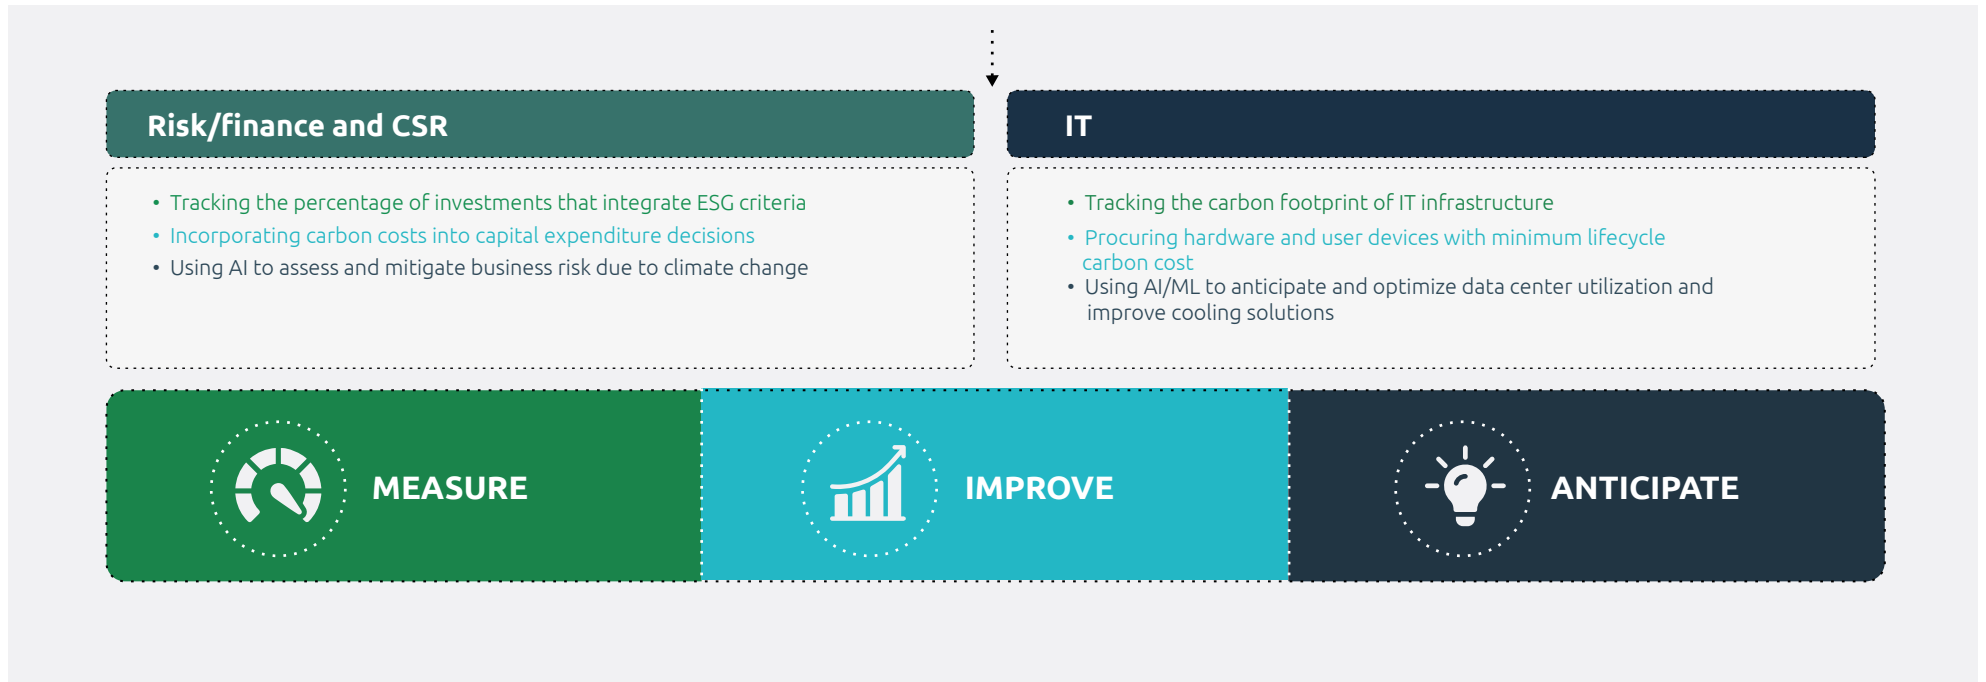 Risk/finance and CSR
• Tracking the percentage of investments that integrate ESG criteria
• Incorporating carbon costs into capital expenditure decisions
• Using AI to assess and mitigate business risk due to climate change
IT
• Tracking the carbon footprint of IT infrastructure
• Procuring hardware and user devices with minimum lifecycle
carbon cost
• Using AI/ML to anticipate and optimize data center utilization and
improve cooling solutions
MEASURE
IMPROVE
ANTICIPATE